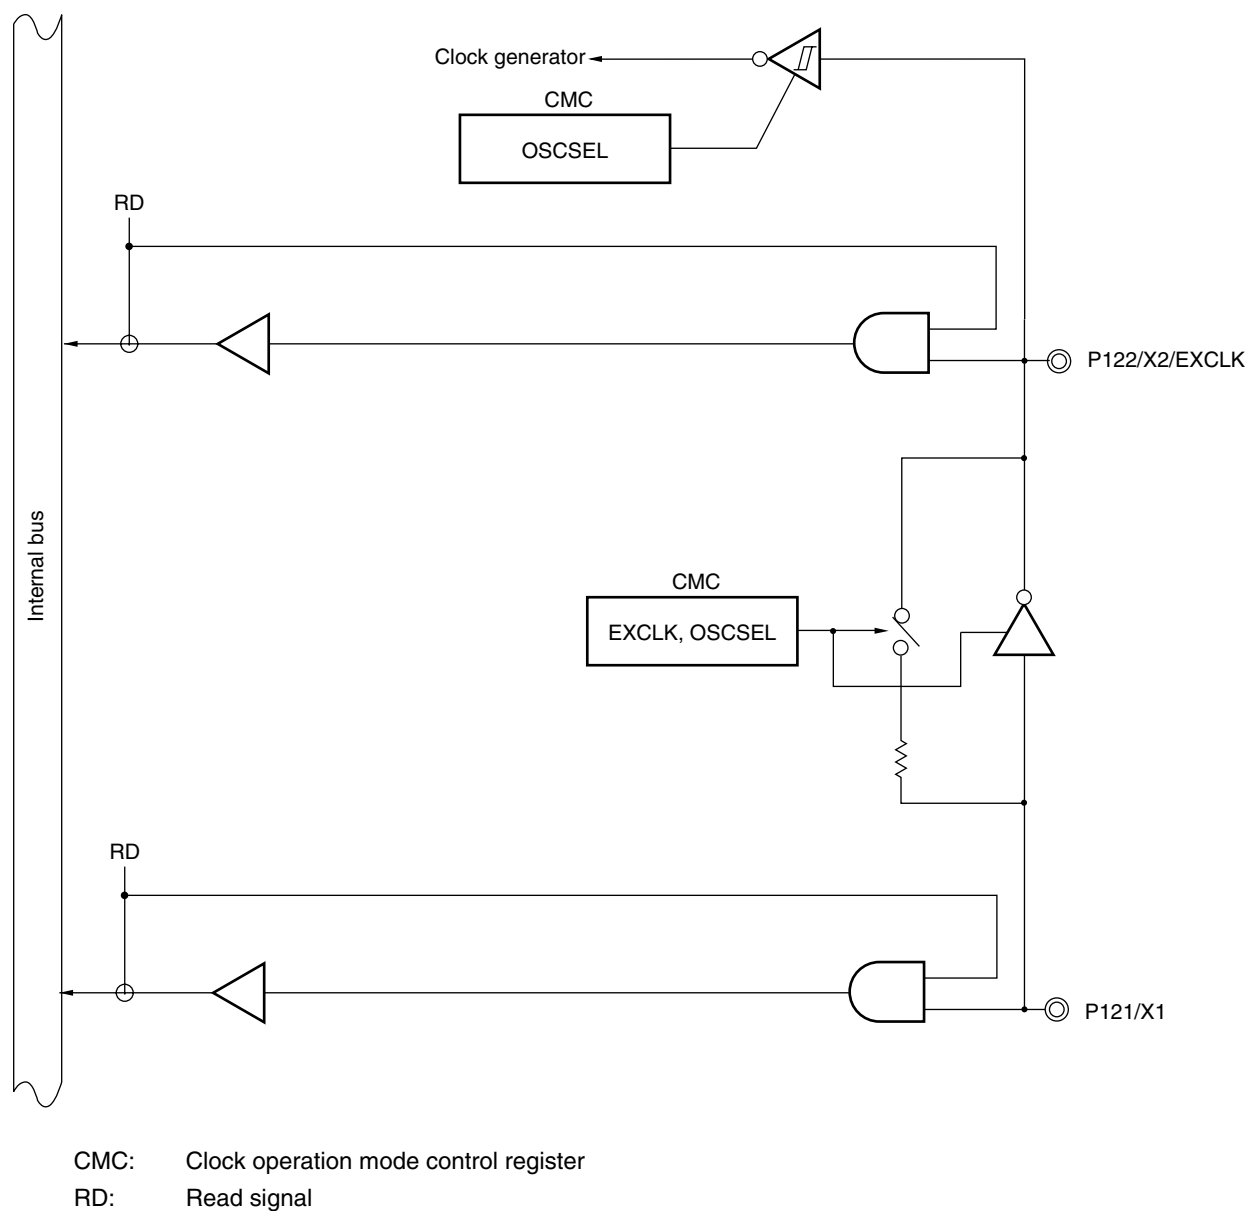 Clock generator
CMC
OSCSEL
RD
P122/X2/EXCLK
Internal bus
CMC
EXCLK, OSCSEL
RD
P121/X1
CMC: Clock operation mode control register
RD: Read signal